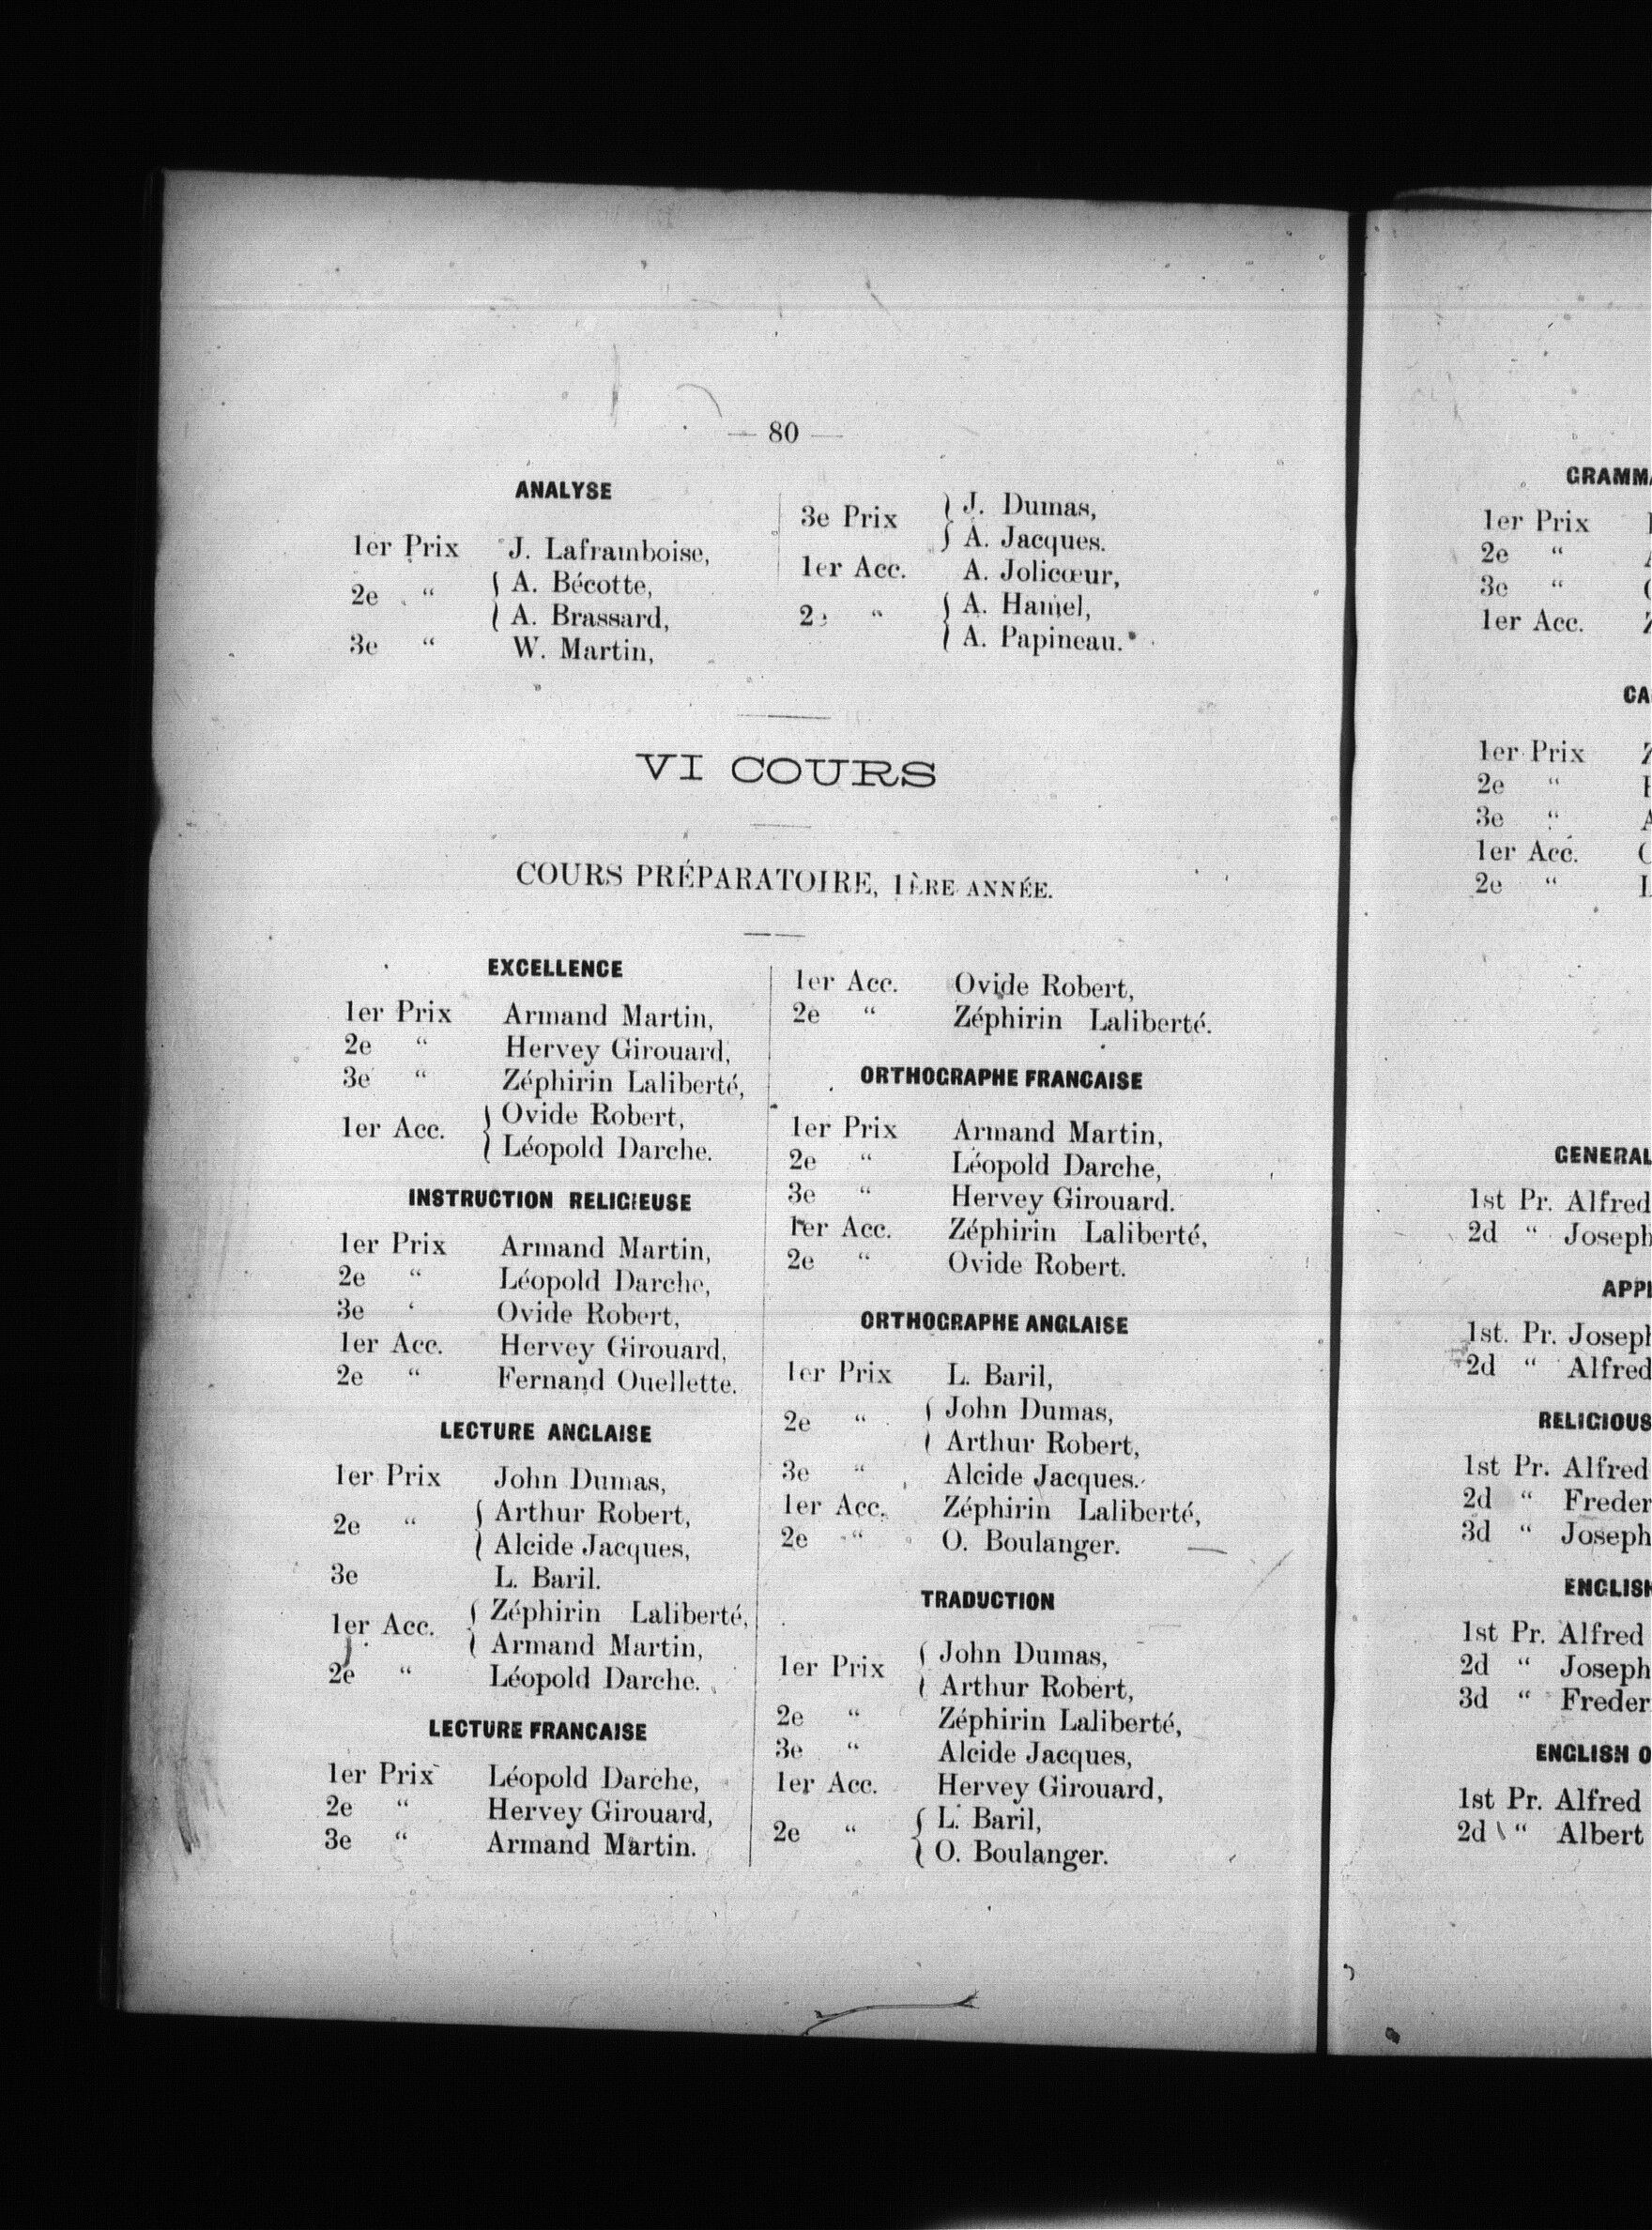 — 80 —
ANALYSE
1er Prix J. Laframboise,
2e “ { A. Bécotte,
{ A. Brassard,
3e “ W. Martin,
3e Prix } J. Dumas,
} A. Jacques.
1er Acc. A. Jolicœur,
2e “ { A. Hamel,
{ A. Papineau.
VI COURS
COURS PRÉPARATOIRE, 1ÈRE ANNÉE.
EXCELLENCE
1er Prix Armand Martin,
2e “ Hervey Girouard,
3e “ Zéphirin Laliberté,
1er Acc. { Ovide Robert,
{ Léopold Darche.
INSTRUCTION RELIGIEUSE
1er Prix Armand Martin,
2e “ Léopold Darche,
3e ‘ Ovide Robert,
1er Acc. Hervey Girouard,
2e “ Fernand Ouellette.
LECTURE ANGLAISE
1er Prix John Dumas,
2e “ { Arthur Robert,
{ Alcide Jacques,
3e L. Baril.
1er Acc. { Zéphirin Laliberté,
{ Armand Martin,
2e “ Léopold Darche.
LECTURE FRANCAISE
1er Prix Léopold Darche,
2e “ Hervey Girouard,
3e “ Armand Martin.
1er Acc. Ovide Robert,
2e “ Zéphirin Laliberté.
ORTHOGRAPHE FRANCAISE
1er Prix Armand Martin,
2e “ Léopold Darche,
3e “ Hervey Girouard.
1er Acc. Zéphirin Laliberté,
2e “ Ovide Robert.
ORTHOGRAPHE ANGLAISE
1er Prix L. Baril,
2e “ { John Dumas,
{ Arthur Robert,
3e “ Alcide Jacques.
1er Acc. Zéphirin Laliberté,
2e “ O. Boulanger.
TRADUCTION
1er Prix { John Dumas,
{ Arthur Robert,
2e “ Zéphirin Laliberté,
3e “ Alcide Jacques,
1er Acc. Hervey Girouard,
2e “ { L. Baril,
{ O. Boulanger.
GRAMMA
1er Prix
2e “
3e “
1er Acc.
CA
1er Prix
2e “
3e “
1er Acc.
2e “
GENERAL
1st Pr. Alfred
2d “ Joseph
APPL
1st. Pr. Joseph
2d “ Alfred
RELIGIOUS
1st Pr. Alfred
2d “ Freder
3d “ Joseph
ENGLISH
1st Pr. Alfred
2d “ Joseph
3d “ Freder
ENGLISH O
1st Pr. Alfred
2d “ Albert